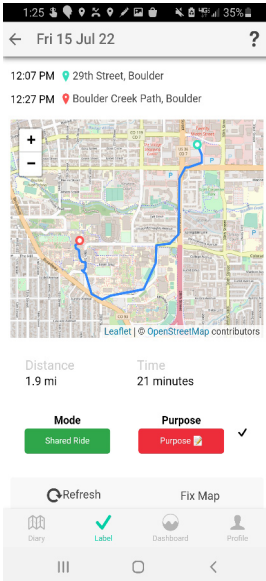 1:25
35%
Fri 15 Jul 22
?
12:07 PM 29th Street, Boulder
12:27 PM Boulder Creek Path, Boulder
+
−
Leaflet | © OpenStreetMap contributors
Distance Time
1.9 mi 21 minutes
Mode Purpose
Shared Ride Purpose
Refresh Fix Map
Diary Label Dashboard Profile